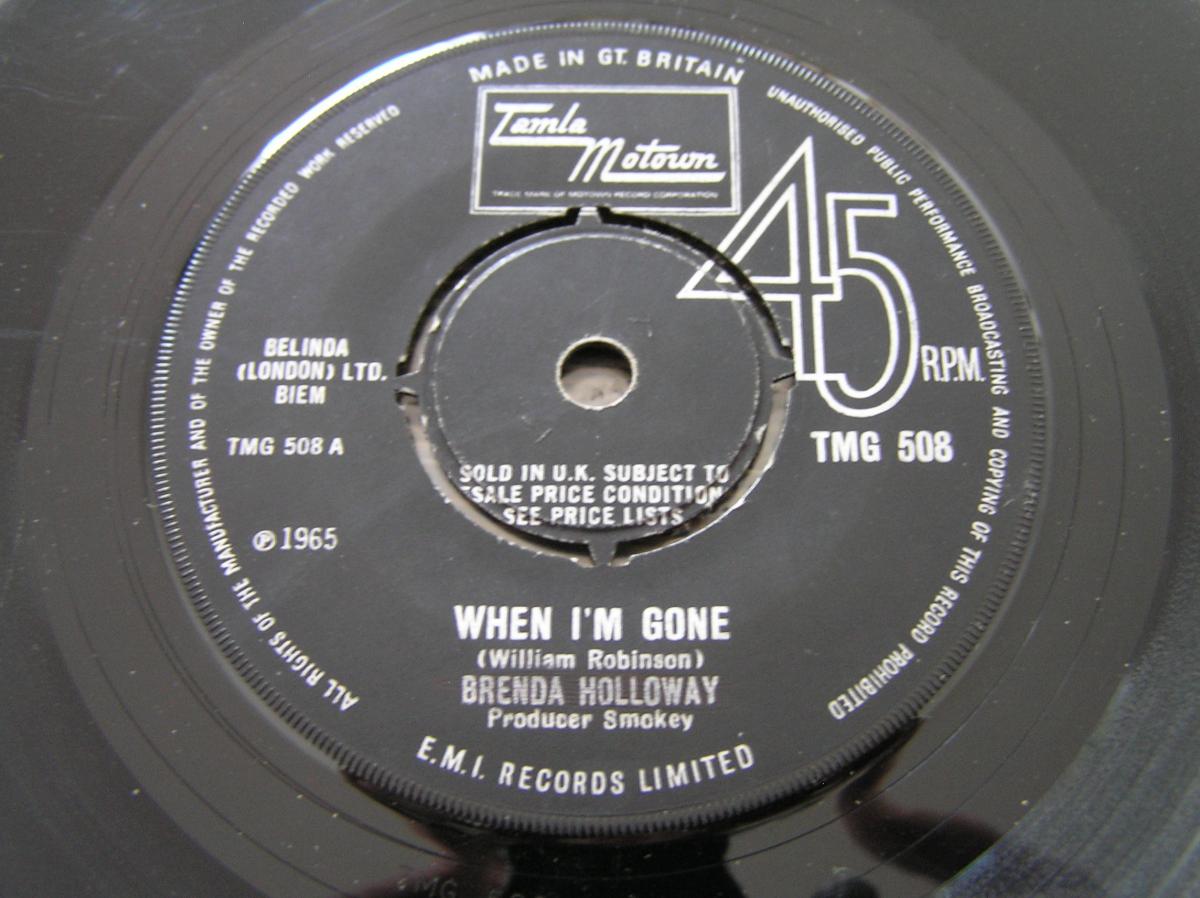 MADE IN GT. BRITAIN
Tamla
Motown
TRADE MARK OF MOTOWN RECORD CORPORATION
UNAUTHORISED PUBLIC PERFORMANCE BROADCASTING AND COPYING OF THIS RECORD PROHIBITED
ALL RIGHTS OF THE MANUFACTURER AND OF THE OWNER OF THE RECORDED WORK RESERVED
45
R.P.M.
BELINDA
(LONDON) LTD.
BIEM
TMG 508 A
TMG 508
SOLD IN U.K. SUBJECT TO
SALE PRICE CONDITION
SEE PRICE LISTS
℗ 1965
WHEN I'M GONE
(William Robinson)
BRENDA HOLLOWAY
Producer Smokey
E.M.I. RECORDS LIMITED